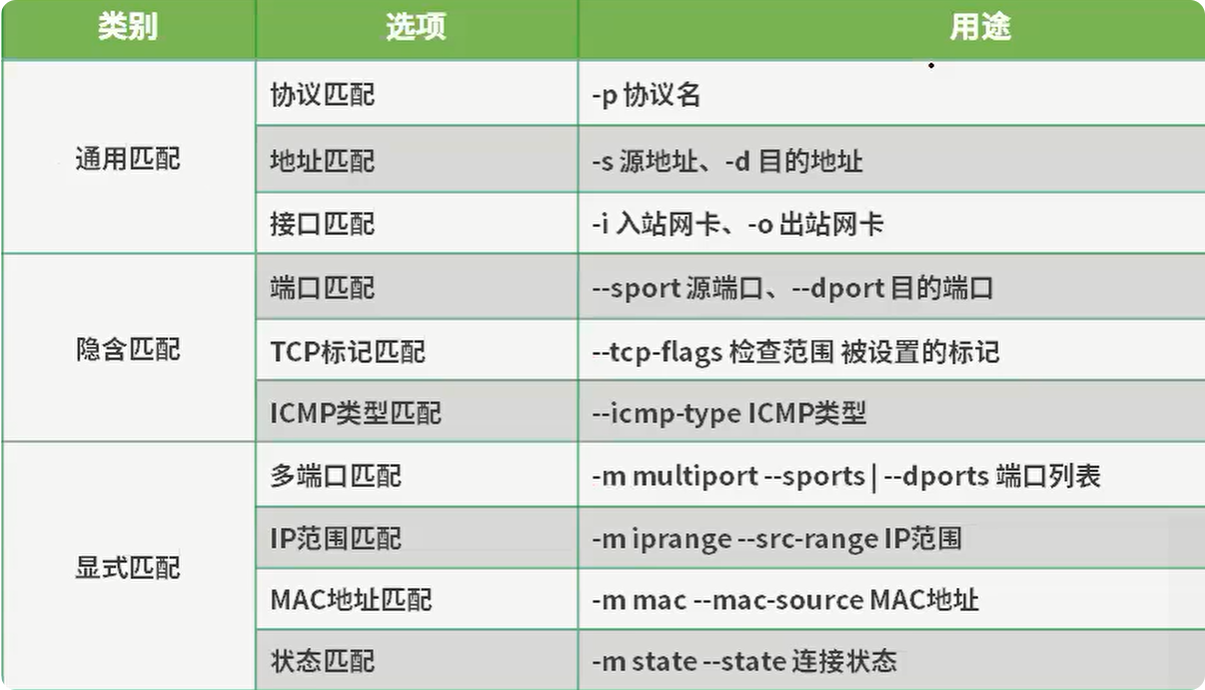 类别 选项 用途
通用匹配
协议匹配 -p 协议名
地址匹配 -s 源地址、-d 目的地址
接口匹配 -i 入站网卡、-o 出站网卡
隐含匹配
端口匹配 --sport 源端口、--dport 目的端口
TCP标记匹配 --tcp-flags 检查范围 被设置的标记
ICMP类型匹配 --icmp-type ICMP类型
显式匹配
多端口匹配 -m multiport --sports | --dports 端口列表
IP范围匹配 -m iprange --src-range IP范围
MAC地址匹配 -m mac --mac-source MAC地址
状态匹配 -m state --state 连接状态